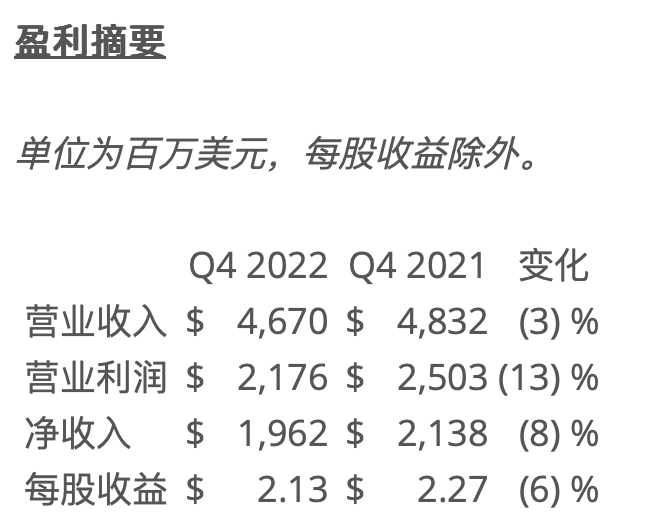 盈利摘要
单位为百万美元，每股收益除外。
Q4 2022 Q4 2021 变化
营业收入 $ 4,670 $ 4,832 (3) %
营业利润 $ 2,176 $ 2,503 (13) %
净收入 $ 1,962 $ 2,138 (8) %
每股收益 $ 2.13 $ 2.27 (6) %